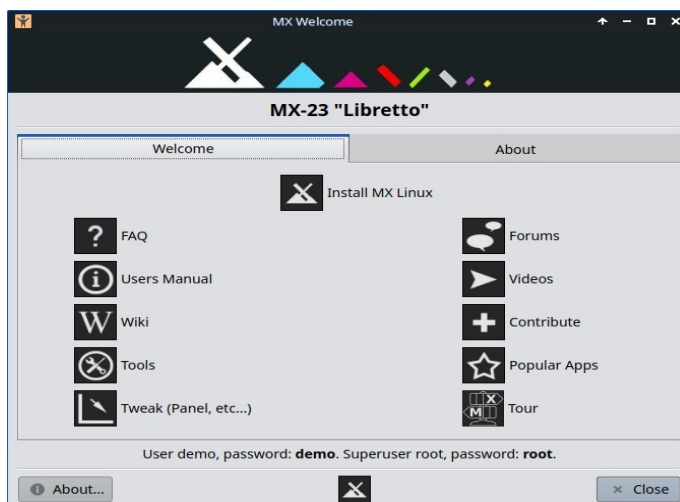 MX Welcome
MX-23 "Libretto"
Welcome About
Install MX Linux
FAQ Forums
Users Manual Videos
Wiki Contribute
Tools Popular Apps
Tweak (Panel, etc...) Tour
User demo, password: demo. Superuser root, password: root.
About... Close